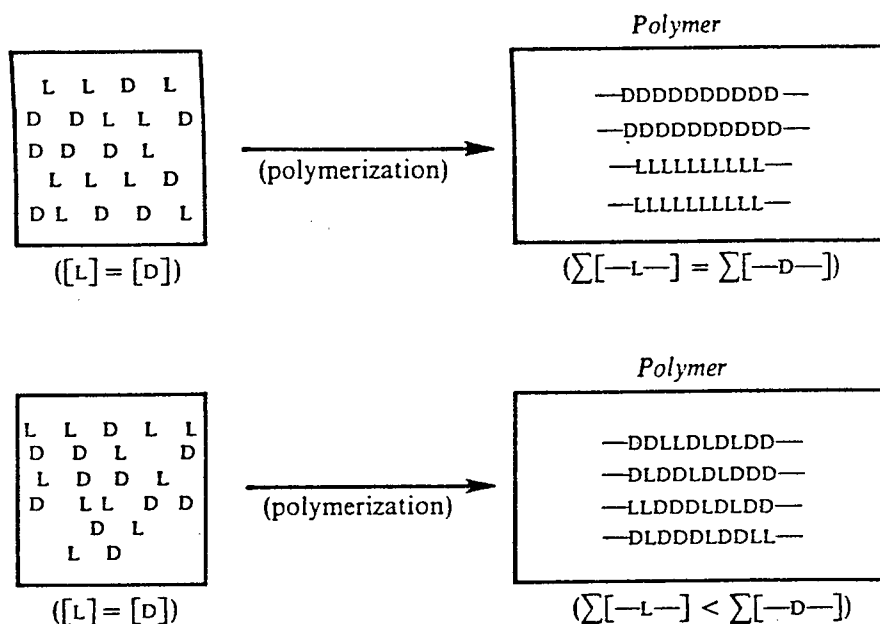 Polymer
L L D L
D D L L D
D D D L
L L L D
D L D D L
(polymerization)
—DDDDDDDDDD—
—DDDDDDDDDD—
—LLLLLLLLLL—
—LLLLLLLLLL—
([L] = [D])
(∑[—L—] = ∑[—D—])
Polymer
L L D L L
D D L D
L D D L
D L L D D
D L
L D
(polymerization)
—DDLLDLDLDD—
—DLDDLDLDDD—
—LLDDDLDLDD—
—DLDDDLDDLL—
([L] = [D])
(∑[—L—] < ∑[—D—])